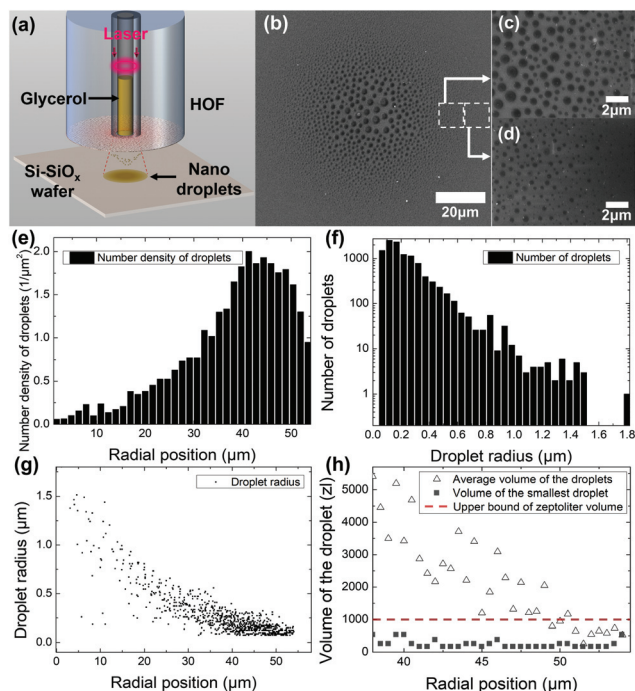 (a)
Laser
Glycerol
HOF
Si-SiOx
wafer
Nano
droplets
(b)
20μm
(c)
2μm
(d)
2μm
(e)
Number density of droplets
Number density of droplets (1/μm²)
2.0
1.5
1.0
0.5
0.0
10 20 30 40 50
Radial position (μm)
(f)
Number of droplets
Number of droplets
1000
100
10
1
0.0 0.2 0.4 0.6 0.8 1.0 1.2 1.4 1.6 1.8
Droplet radius (μm)
(g)
Droplet radius
Droplet radius (μm)
1.5
1.0
0.5
0.0
0 10 20 30 40 50 60
Radial position (μm)
(h)
Average volume of the droplets
Volume of the smallest droplet
Upper bound of zeptoliter volume
Volume of the droplet (zl)
5000
4000
3000
2000
1000
0
40 45 50
Radial position (μm)